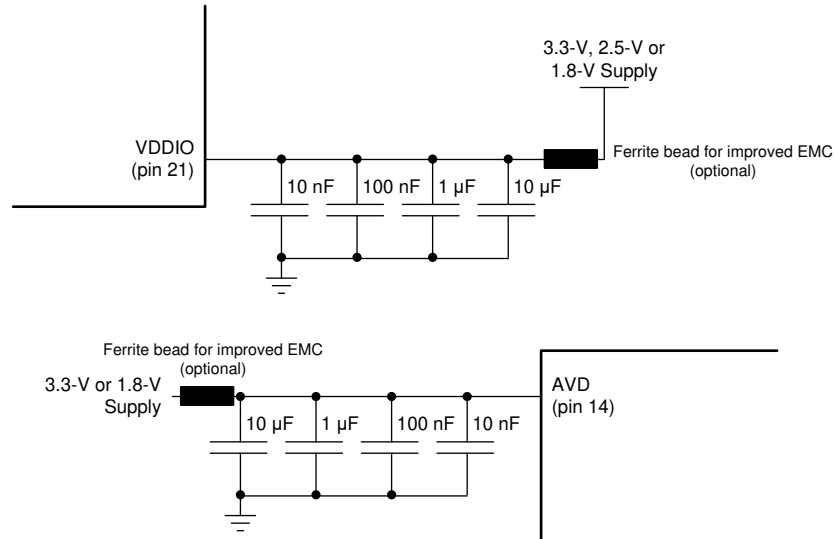 3.3-V, 2.5-V or
1.8-V Supply
VDDIO
(pin 21)
Ferrite bead for improved EMC
(optional)
10 nF
100 nF
1 µF
10 µF
Ferrite bead for improved EMC
(optional)
3.3-V or 1.8-V
Supply
AVD
(pin 14)
10 µF
1 µF
100 nF
10 nF